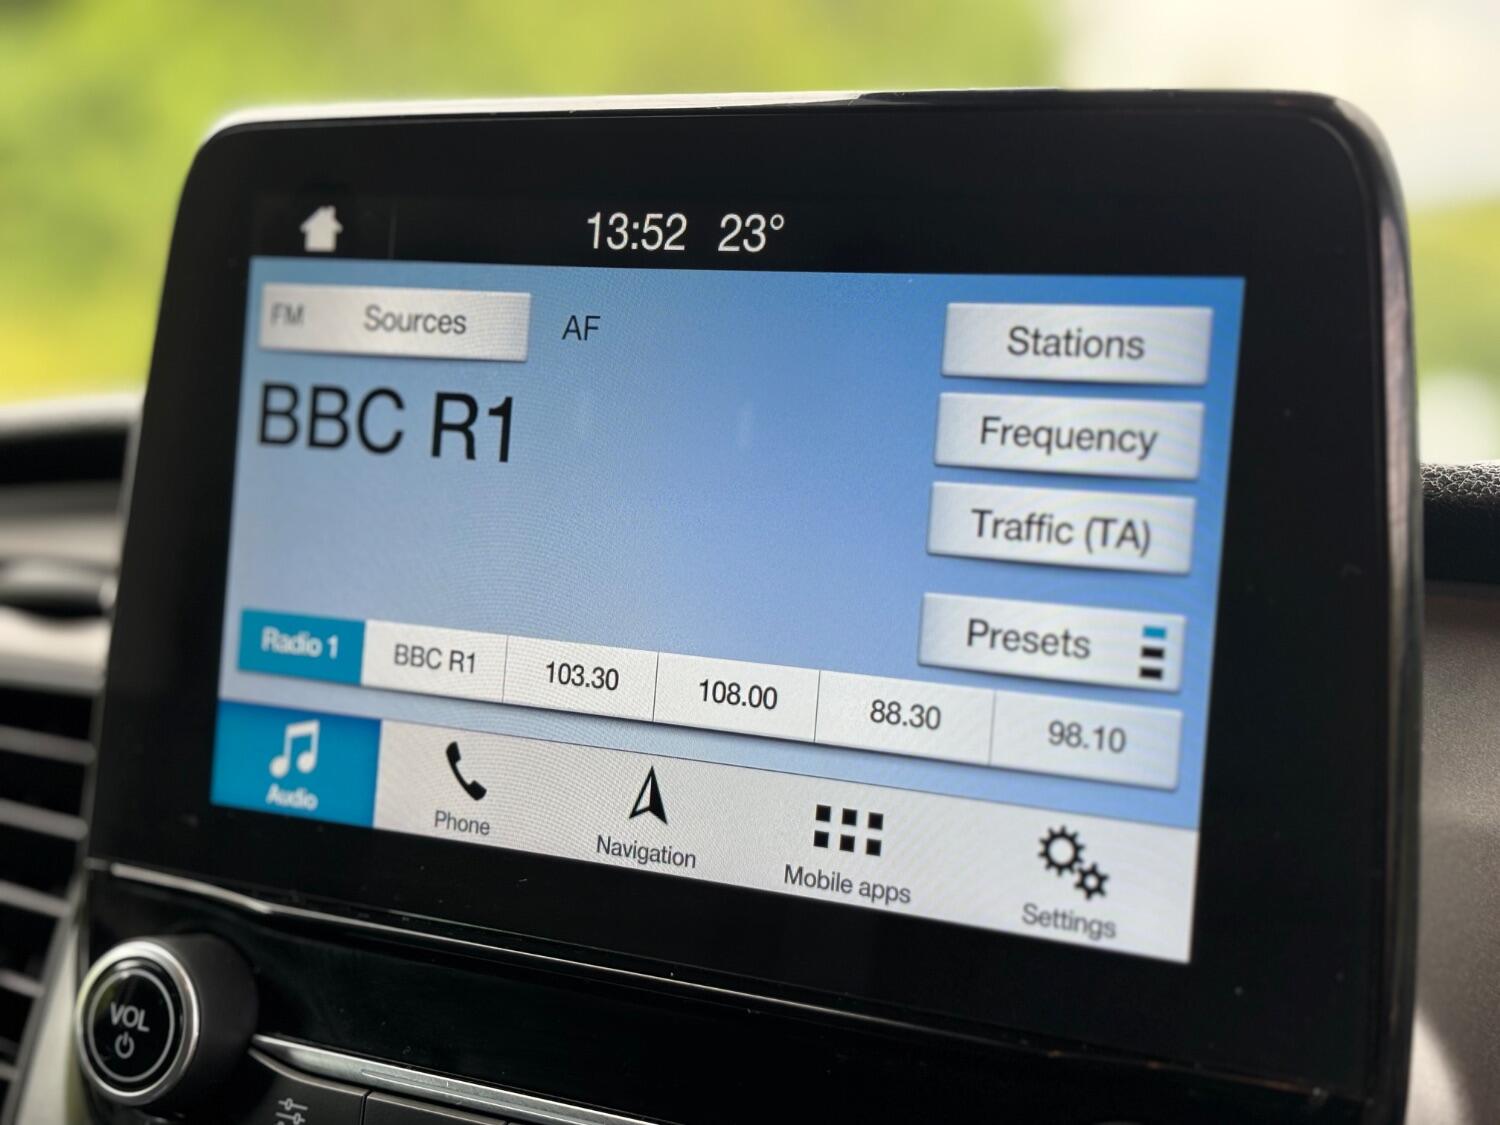 13:52 23°
FM Sources AF
Stations
BBC R1
Frequency
Traffic (TA)
Presets
Radio 1 BBC R1 103.30 108.00 88.30 98.10
Audio Phone Navigation Mobile apps Settings
VOL